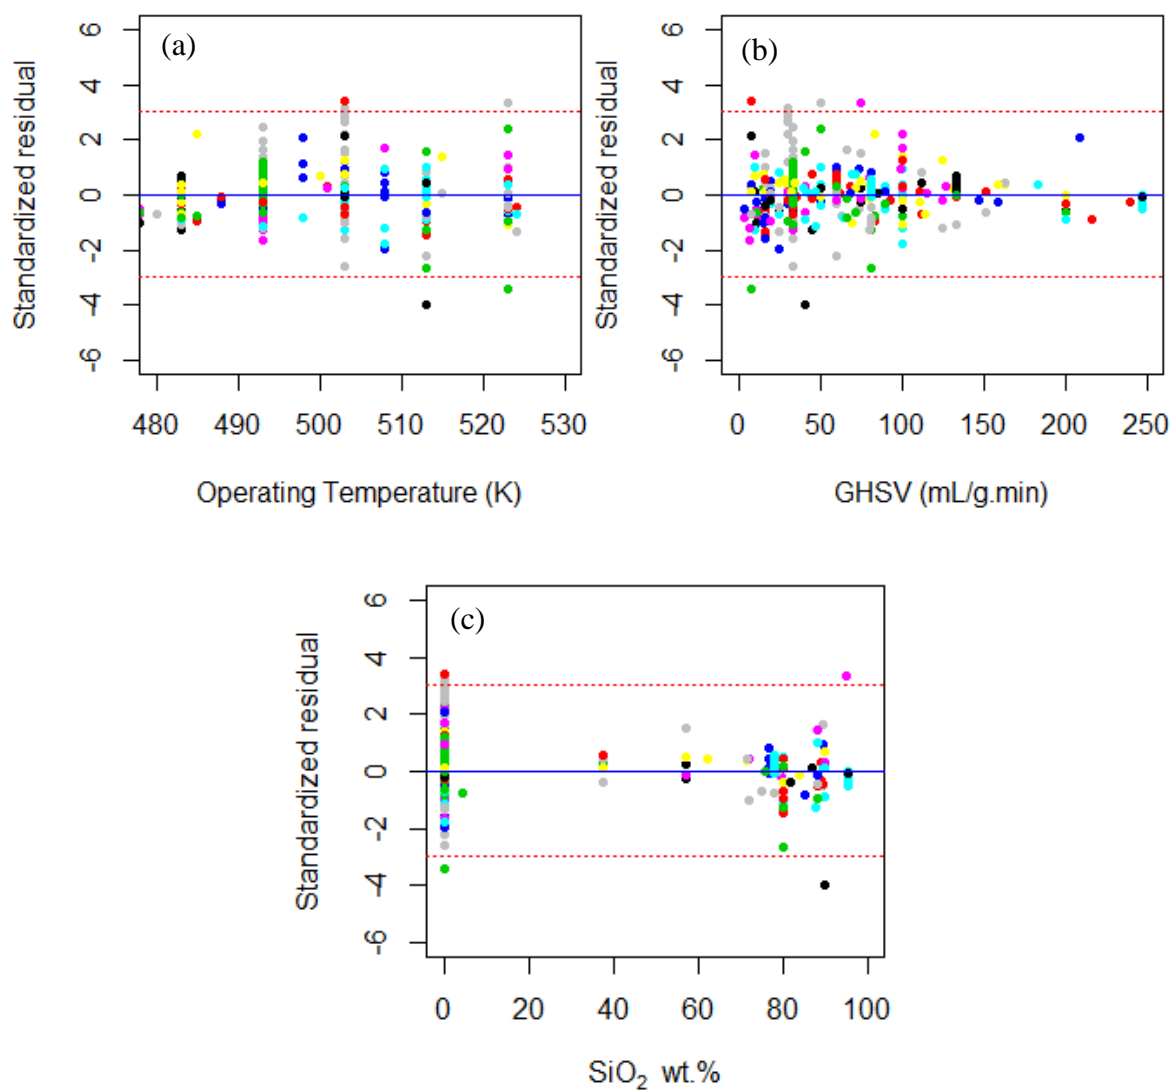 (a)
Standardized residual
6
4
2
0
-2
-4
-6
480 490 500 510 520 530
Operating Temperature (K)
(b)
Standardized residual
6
4
2
0
-2
-4
-6
0 50 100 150 200 250
GHSV (mL/g.min)
(c)
Standardized residual
6
4
2
0
-2
-4
-6
0 20 40 60 80 100
SiO₂ wt.%